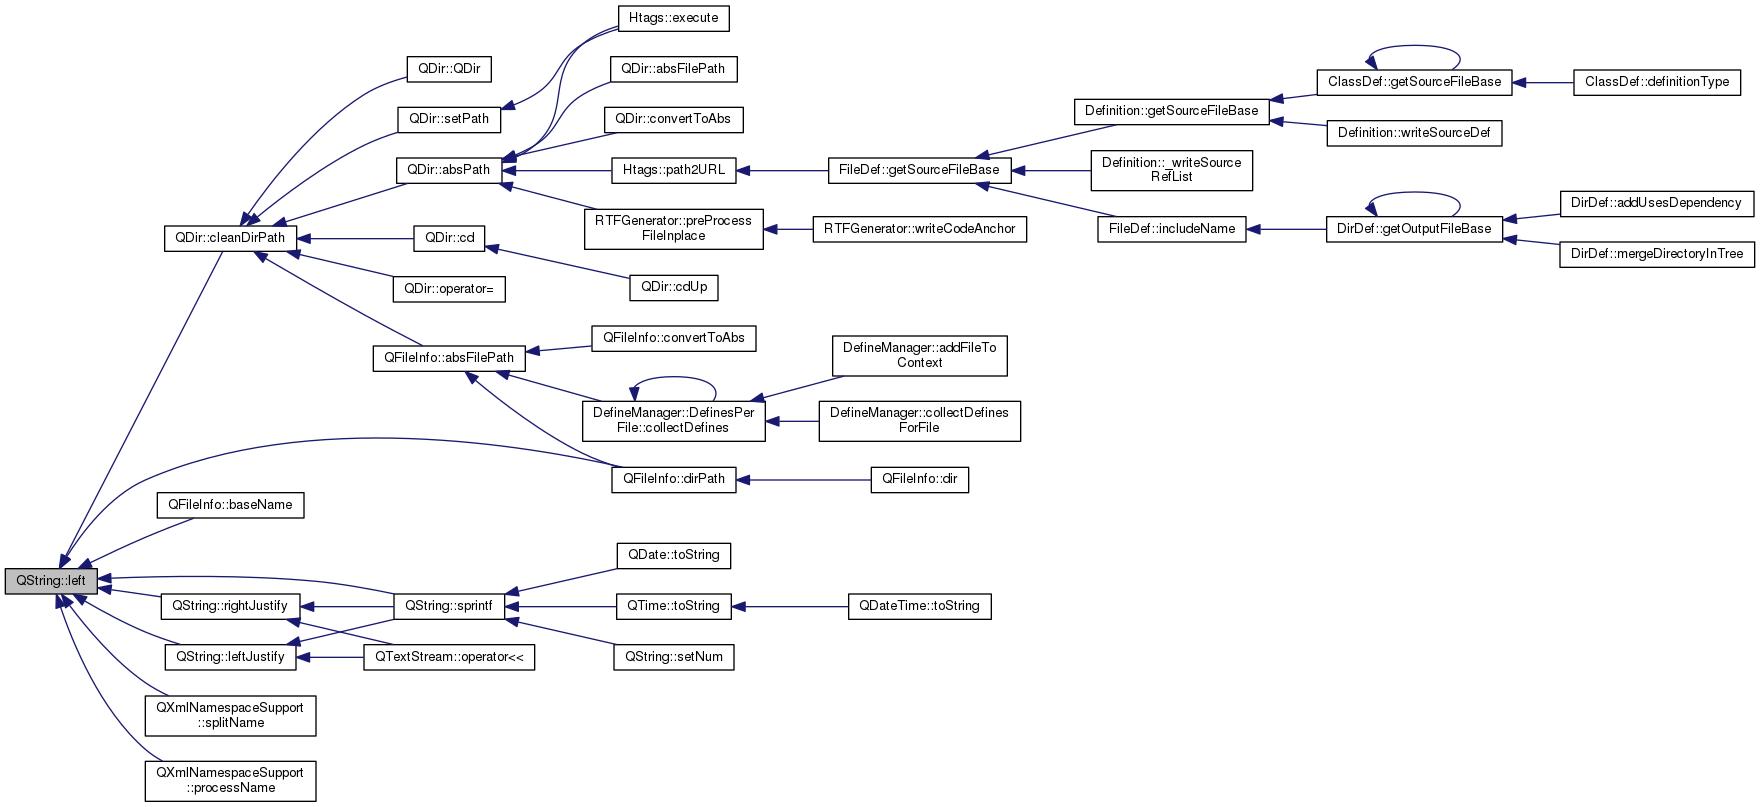 Htags::execute
QDir::QDir
QDir::absFilePath
ClassDef::getSourceFileBase
ClassDef::definitionType
QDir::setPath
QDir::convertToAbs
Definition::getSourceFileBase
Definition::writeSourceDef
QDir::absPath
Htags::path2URL
FileDef::getSourceFileBase
Definition::_writeSource
RefList
QDir::cleanDirPath
QDir::cd
RTFGenerator::preProcess
FileInplace
RTFGenerator::writeCodeAnchor
FileDef::includeName
DirDef::getOutputFileBase
DirDef::addUsesDependency
DirDef::mergeDirectoryInTree
QDir::operator=
QDir::cdUp
QFileInfo::absFilePath
QFileInfo::convertToAbs
DefineManager::addFileTo
Context
DefineManager::DefinesPer
File::collectDefines
DefineManager::collectDefines
ForFile
QFileInfo::dirPath
QFileInfo::dir
QFileInfo::baseName
QString::left
QDate::toString
QString::rightJustify
QString::sprintf
QTime::toString
QDateTime::toString
QString::leftJustify
QTextStream::operator<<
QString::setNum
QXmlNamespaceSupport
::splitName
QXmlNamespaceSupport
::processName